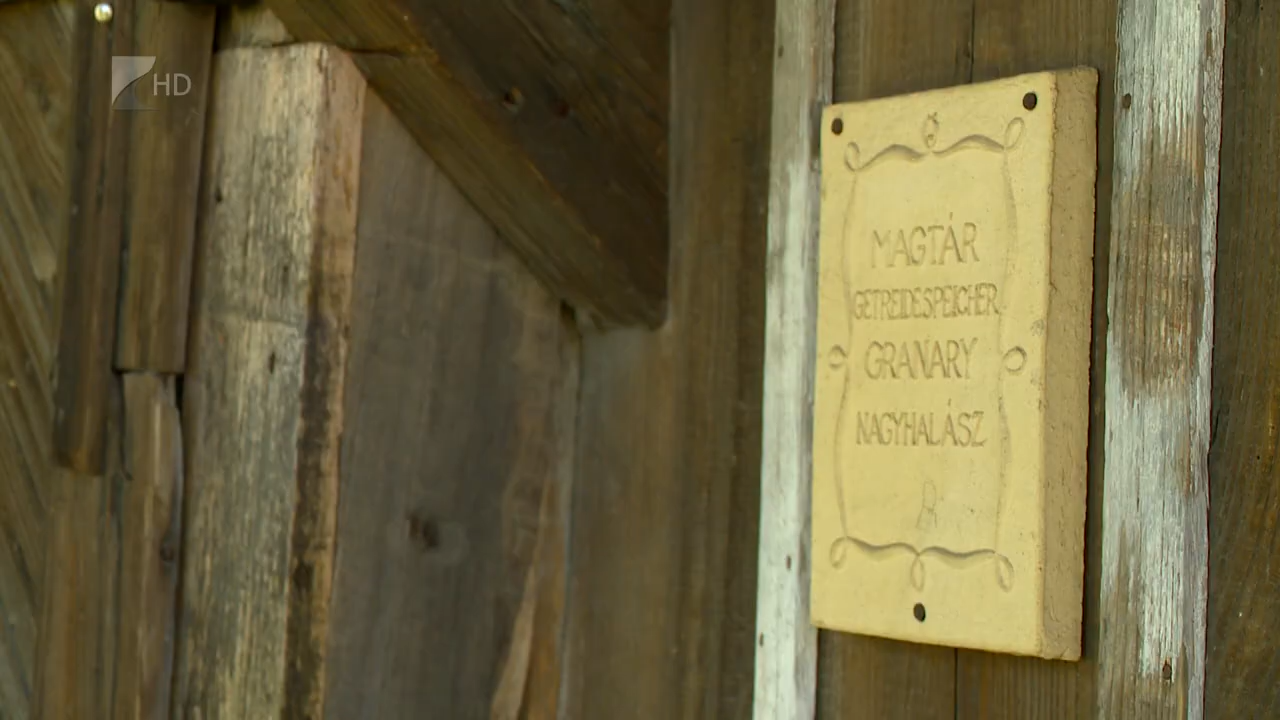 HD
MAGTÁR
GETREIDESPEICHER
GRANARY
NAGYHALÁSZ